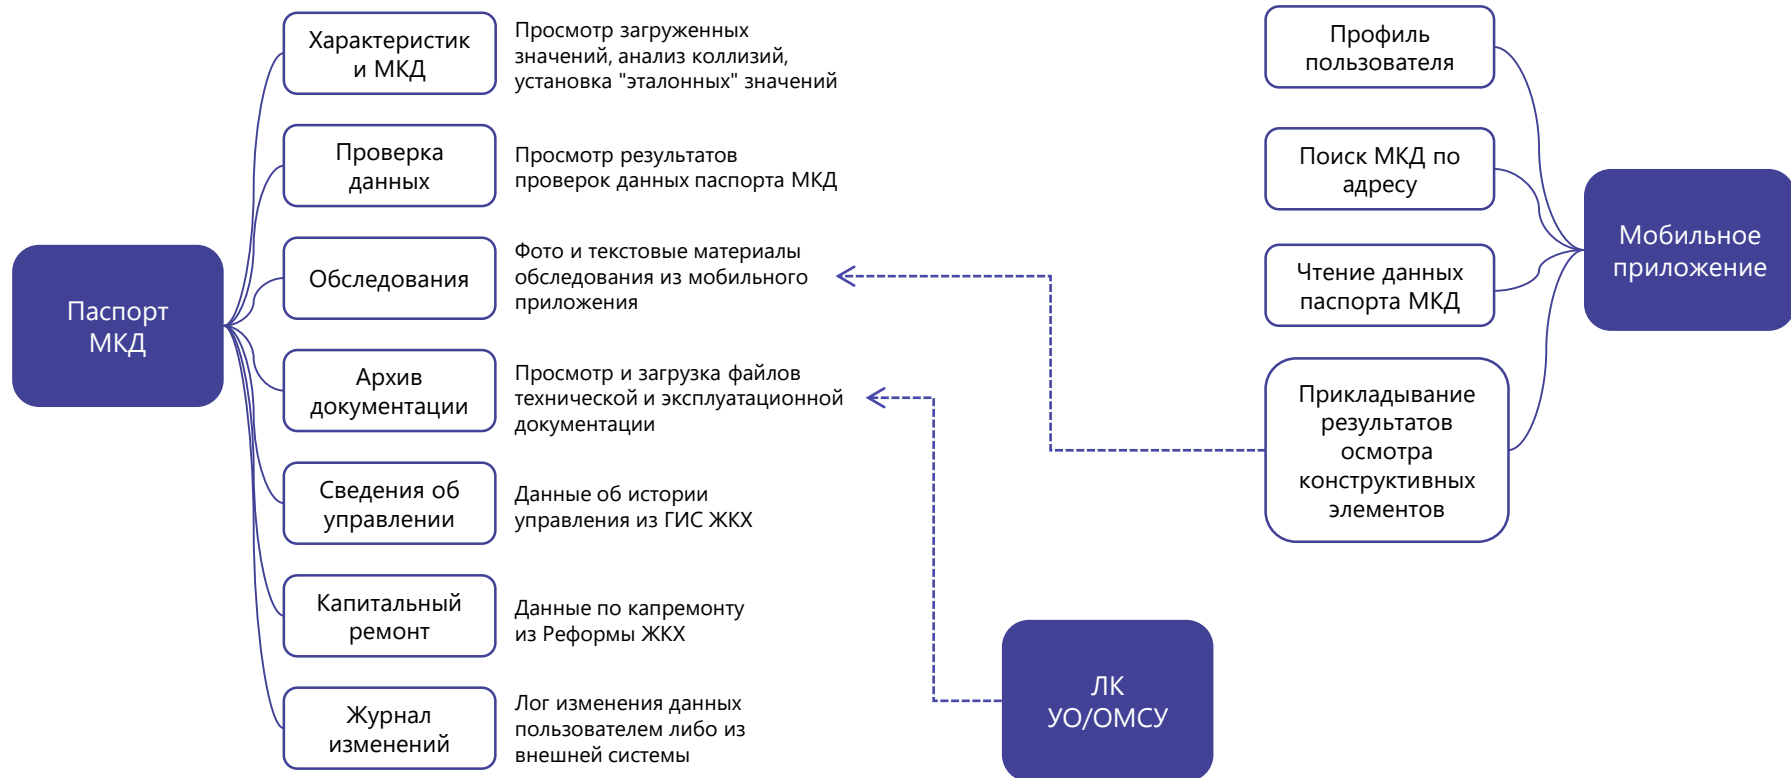 Паспорт
МКД
Характеристик
и МКД
Просмотр загруженных
значений, анализ коллизий,
установка "эталонных" значений
Проверка
данных
Просмотр результатов
проверок данных паспорта МКД
Обследования
Фото и текстовые материалы
обследования из мобильного
приложения
Архив
документации
Просмотр и загрузка файлов
технической и эксплуатационной
документации
Сведения об
управлении
Данные об истории
управления из ГИС ЖКХ
Капитальный
ремонт
Данные по капремонту
из Реформы ЖКХ
Журнал
изменений
Лог изменения данных
пользователем либо из
внешней системы
Профиль
пользователя
Поиск МКД по
адресу
Чтение данных
паспорта МКД
Прикладывание
результатов
осмотра
конструктивных
элементов
Мобильное
приложение
ЛК
УО/ОМСУ